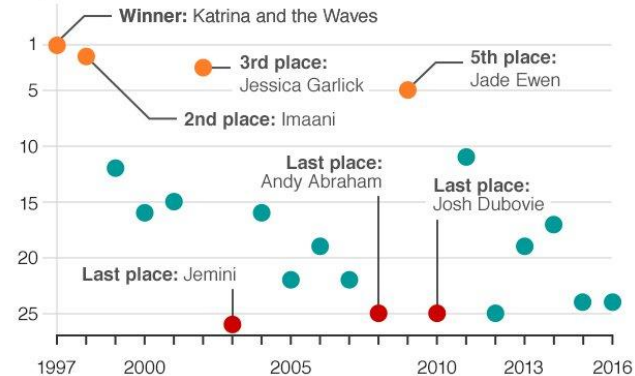 Winner: Katrina and the Waves
1
3rd place:
Jessica Garlick
5th place:
Jade Ewen
5
2nd place: Imaani
10
Last place:
Andy Abraham
Last place:
Josh Dubovie
15
20
Last place: Jemini
25
1997 2000 2005 2010 2013 2016